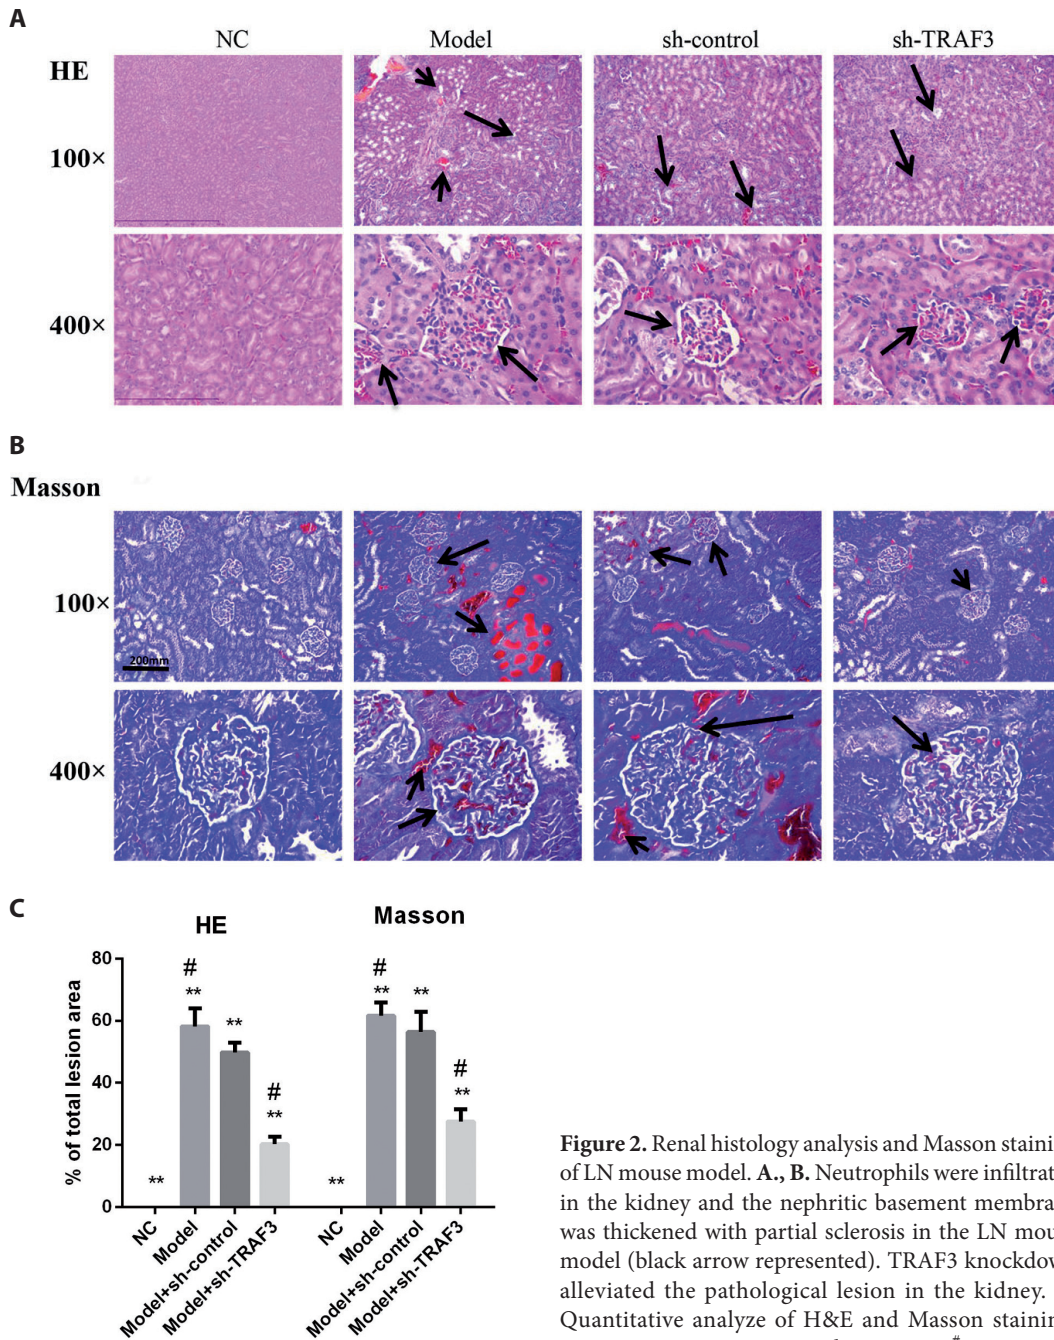 A
NC Model sh-control sh-TRAF3
HE
100×
400×
B
Masson
100×
200mm
400×
C
HE Masson
% of total lesion area
80
60
40
20
0
** # ** ** # **
** # ** ** # **
NC Model Model+sh-control Model+sh-TRAF3
NC Model Model+sh-control Model+sh-TRAF3
Figure 2. Renal histology analysis and Masson staini
of LN mouse model. A., B. Neutrophils were infiltrat
in the kidney and the nephritic basement membra
was thickened with partial sclerosis in the LN mou
model (black arrow represented). TRAF3 knockdow
alleviated the pathological lesion in the kidney.
Quantitative analyze of H&E and Masson stainin
#